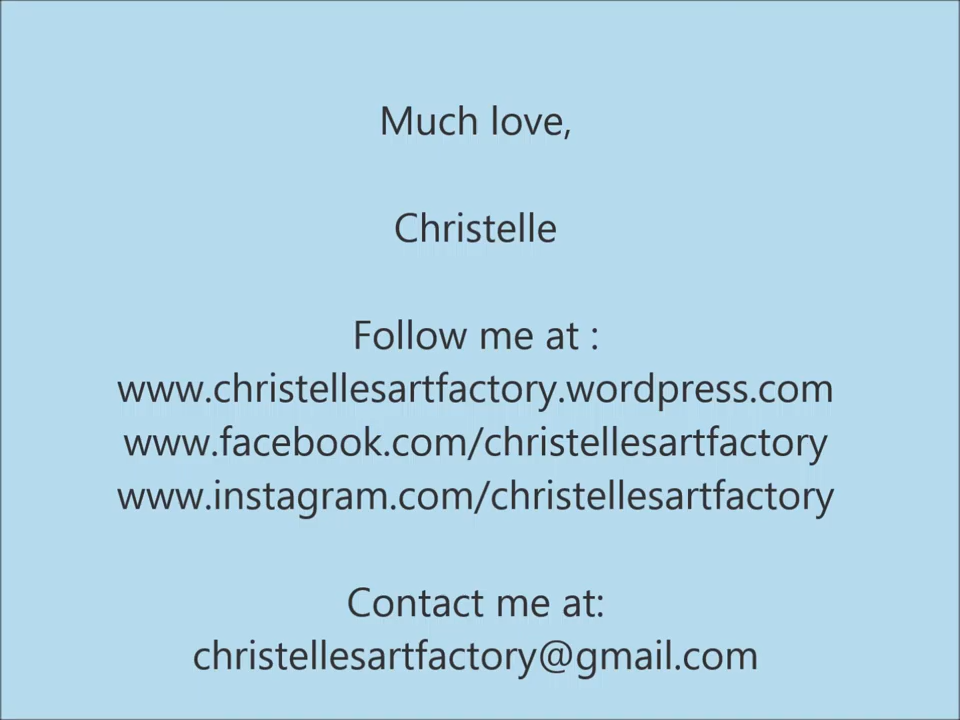 Much love,
Christelle
Follow me at :
www.christellesartfactory.wordpress.com
www.facebook.com/christellesartfactory
www.instagram.com/christellesartfactory
Contact me at:
christellesartfactory@gmail.com